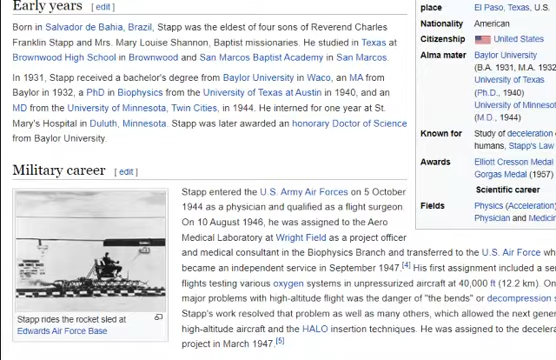 Early years [ edit ]
Born in Salvador de Bahia, Brazil, Stapp was the eldest of four sons of Reverend Charles
Franklin Stapp and Mrs. Mary Louise Shannon, Baptist missionaries. He studied in Texas at
Brownwood High School in Brownwood and San Marcos Baptist Academy in San Marcos.
In 1931, Stapp received a bachelor's degree from Baylor University in Waco, an MA from
Baylor in 1932, a PhD in Biophysics from the University of Texas at Austin in 1940, and an
MD from the University of Minnesota, Twin Cities, in 1944. He interned for one year at St.
Mary's Hospital in Duluth, Minnesota. Stapp was later awarded an honorary Doctor of Science
from Baylor University.
Military career [ edit ]
Stapp rides the rocket sled at
Edwards Air Force Base
Stapp entered the U.S. Army Air Forces on 5 October
1944 as a physician and qualified as a flight surgeon.
On 10 August 1946, he was assigned to the Aero
Medical Laboratory at Wright Field as a project officer
and medical consultant in the Biophysics Branch and transferred to the U.S. Air Force wh
became an independent service in September 1947.[4] His first assignment included a se
flights testing various oxygen systems in unpressurized aircraft at 40,000 ft (12.2 km). On
major problems with high-altitude flight was the danger of "the bends" or decompression s
Stapp's work resolved that problem as well as many others, which allowed the next gener
high-altitude aircraft and the HALO insertion techniques. He was assigned to the decelera
project in March 1947.[5]
place El Paso, Texas, U.S.
Nationality American
Citizenship United States
Alma mater Baylor University
(B.A. 1931, M.A. 1932
University of Texas
(Ph.D., 1940)
University of Minnesot
(M.D., 1944)
Known for Study of deceleration o
humans, Stapp's Law
Awards Elliott Cresson Medal
Gorgas Medal (1957)
Scientific career
Fields Physics (Acceleration)
Physician and Medicin